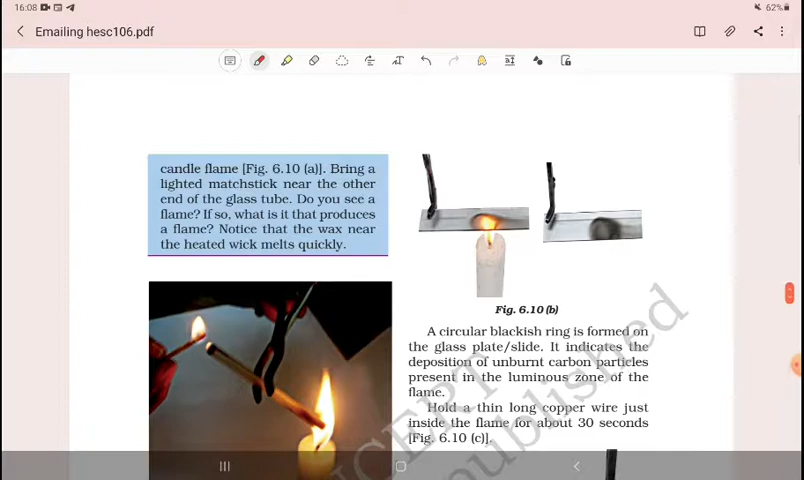 16:08
62%
Emailing hesc106.pdf
candle flame [Fig. 6.10 (a)]. Bring a
lighted matchstick near the other
end of the glass tube. Do you see a
flame? If so, what is it that produces
a flame? Notice that the wax near
the heated wick melts quickly.
Fig. 6.10 (b)
A circular blackish ring is formed on
the glass plate/slide. It indicates the
deposition of unburnt carbon particles
present in the luminous zone of the
flame.
Hold a thin long copper wire just
inside the flame for about 30 seconds
[Fig. 6.10 (c)].
NCERT
published